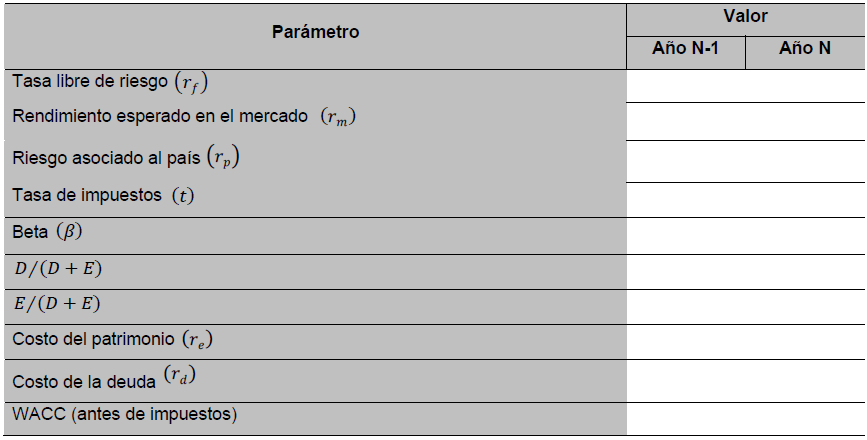 Parámetro
Valor
Año N-1 Año N
Tasa libre de riesgo (r_f)
Rendimiento esperado en el mercado (r_m)
Riesgo asociado al país (r_p)
Tasa de impuestos (t)
Beta (β)
D/(D + E)
E/(D + E)
Costo del patrimonio (r_e)
Costo de la deuda (r_d)
WACC (antes de impuestos)